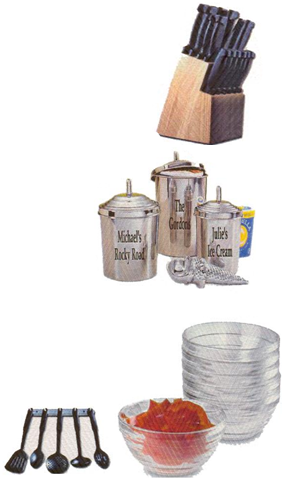 The
Gordons
Michael's
Rocky Road
Julie's
Ice Cream